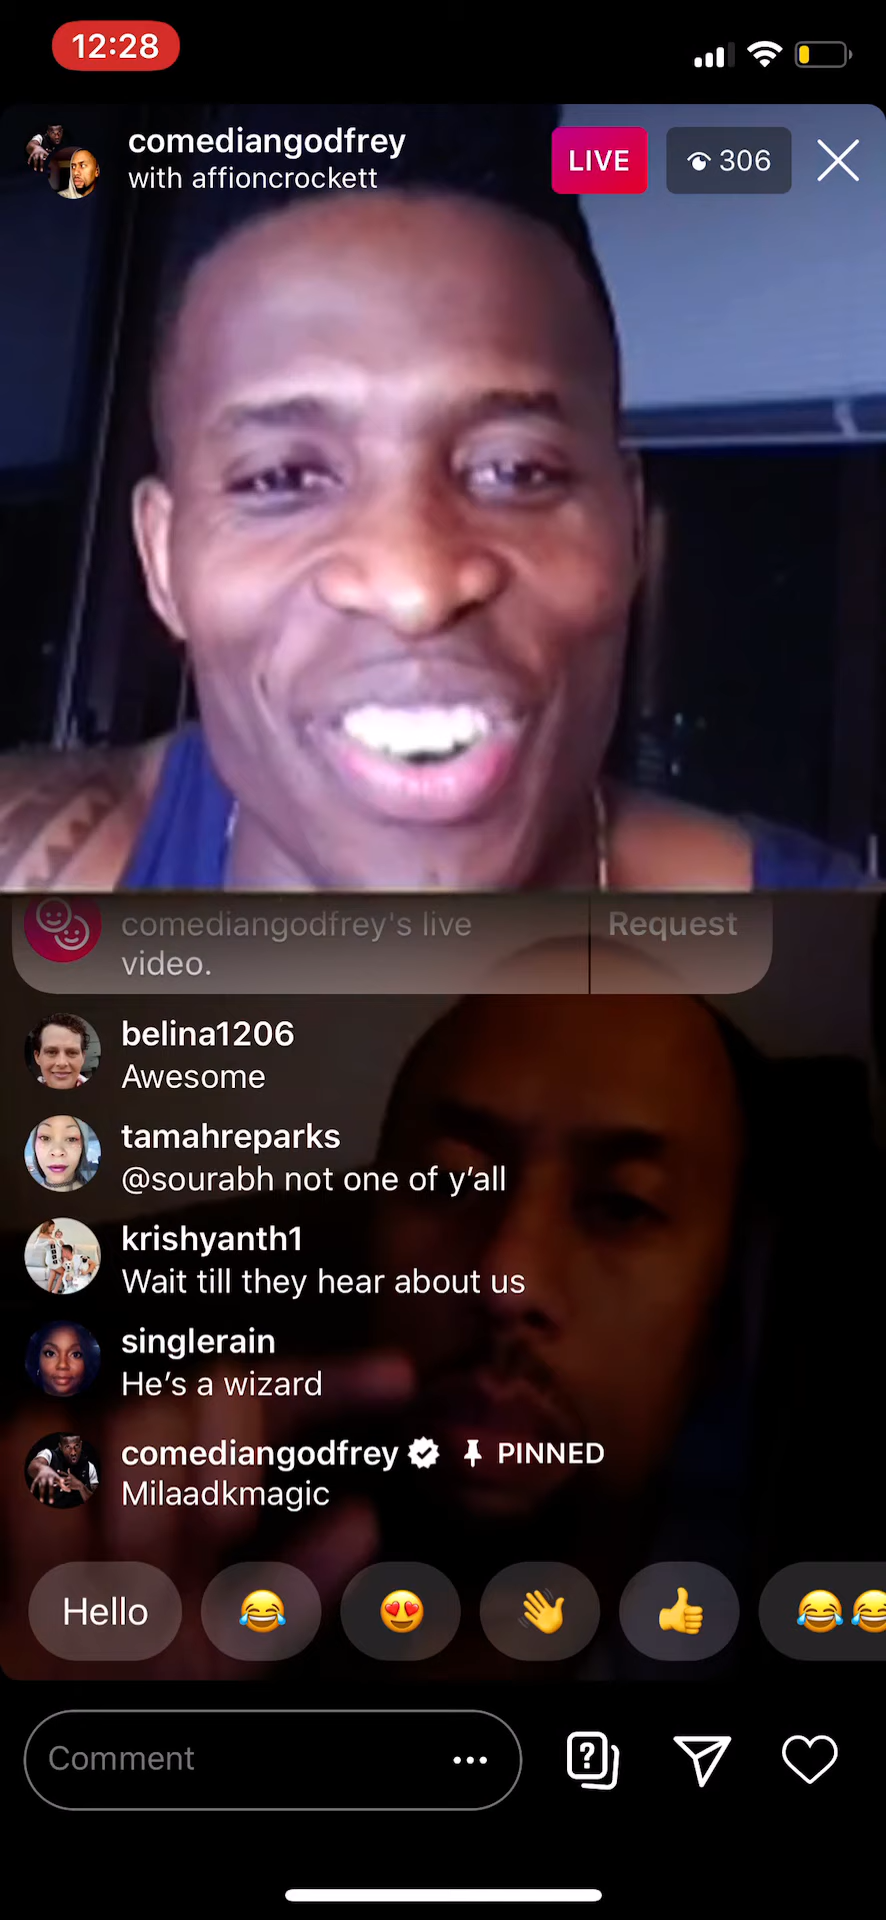 12:28
comediangodfrey
with affioncrockett
LIVE
306
comediangodfrey's live
video.
Request
belina1206
Awesome
tamahreparks
@sourabh not one of y’all
krishyanth1
Wait till they hear about us
singlerain
He’s a wizard
comediangodfrey PINNED
Milaadkmagic
Hello 😂 😍 👋 👍 😂😂
Comment
?